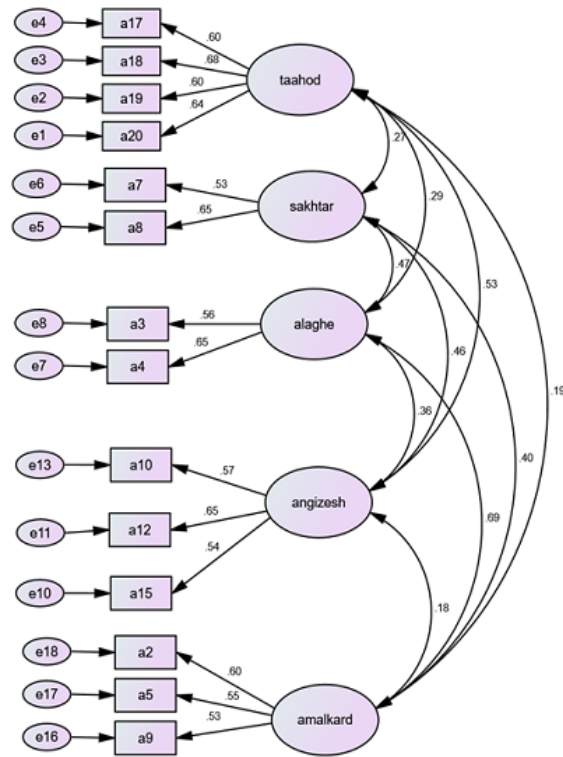 e4 a17 .60
e3 a18 .68
e2 a19 .60
e1 a20 .64
taahod
e6 a7 .53
e5 a8 .65
sakhtar
e8 a3 .56
e7 a4 .65
alaghe
e13 a10 .57
e11 a12 .65
e10 a15 .54
angizesh
e18 a2 .60
e17 a5 .55
e16 a9 .53
amalkard
.27
.29
.47
.53
.46
.19
.36
.40
.69
.18